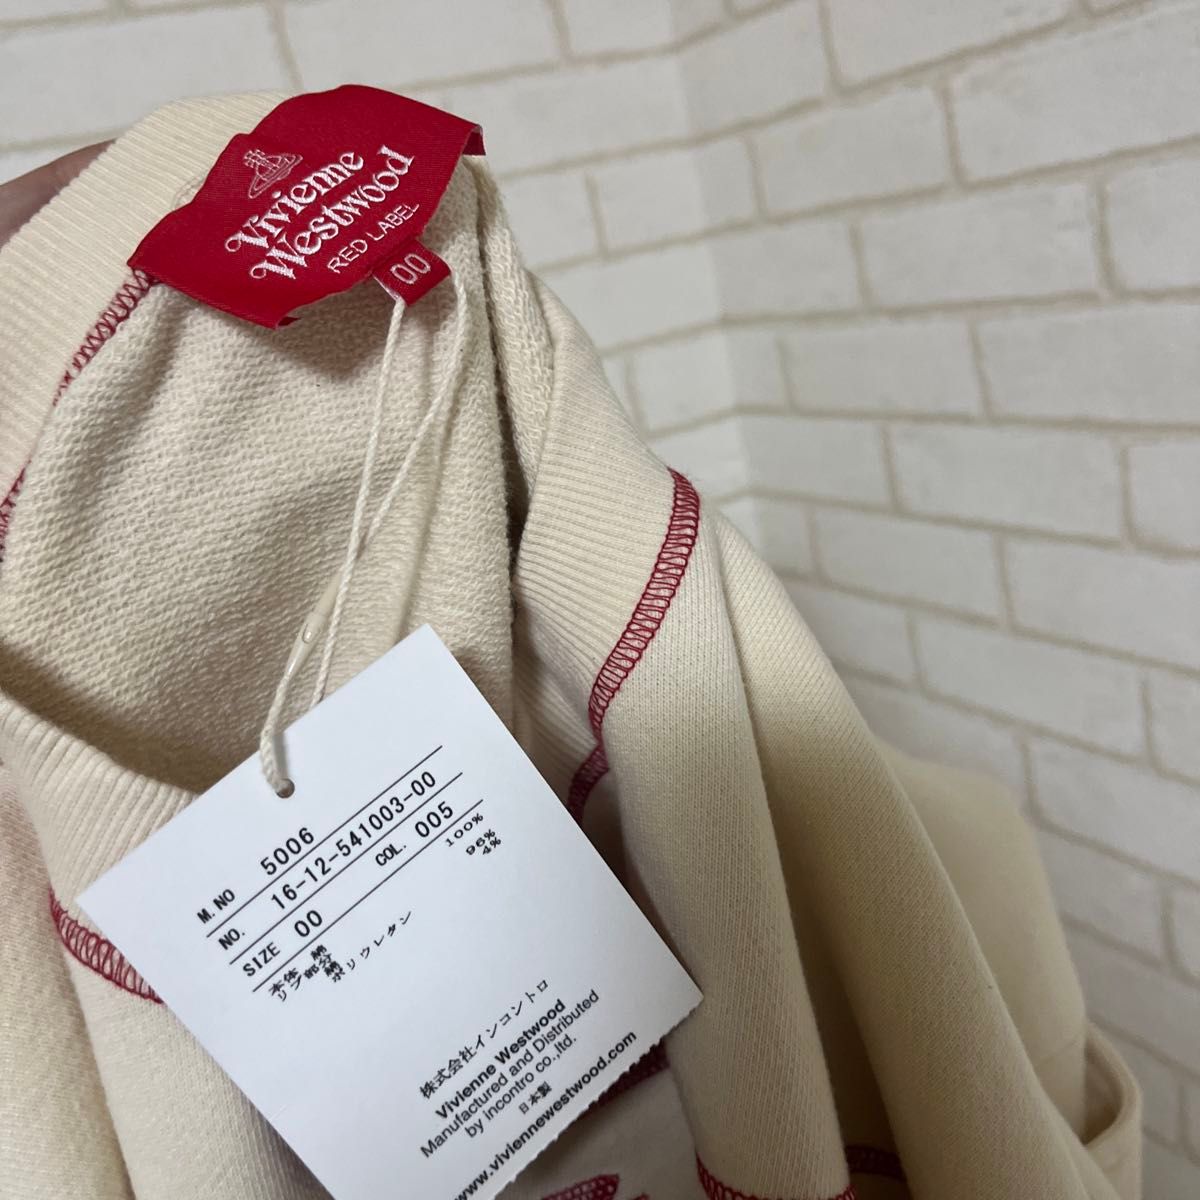 Vivienne
Westwood
RED LABEL
00
M.NO 5006
NO. 16-12-541003-00
SIZE 00 COL. 005
本体 綿 100%
リブ部分 綿 96%
ポリウレタン 4%
株式会社インコントロ
Vivienne Westwood
Manufactured and Distributed
by incontro co.,ltd.
日本製
www.viviennewestwood.com